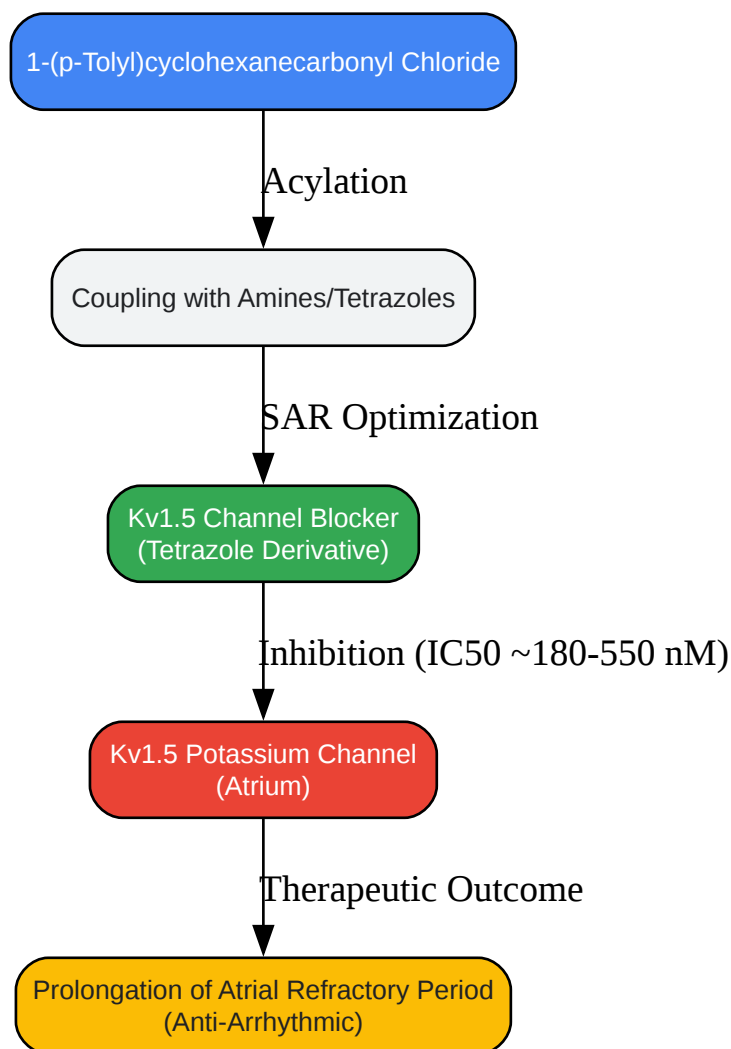 1-(p-Tolyl)cyclohexanecarbonyl Chloride
Acylation
Coupling with Amines/Tetrazoles
SAR Optimization
Kv1.5 Channel Blocker
(Tetrazole Derivative)
Inhibition (IC50 ~180-550 nM)
Kv1.5 Potassium Channel
(Atrium)
Therapeutic Outcome
Prolongation of Atrial Refractory Period
(Anti-Arrhythmic)